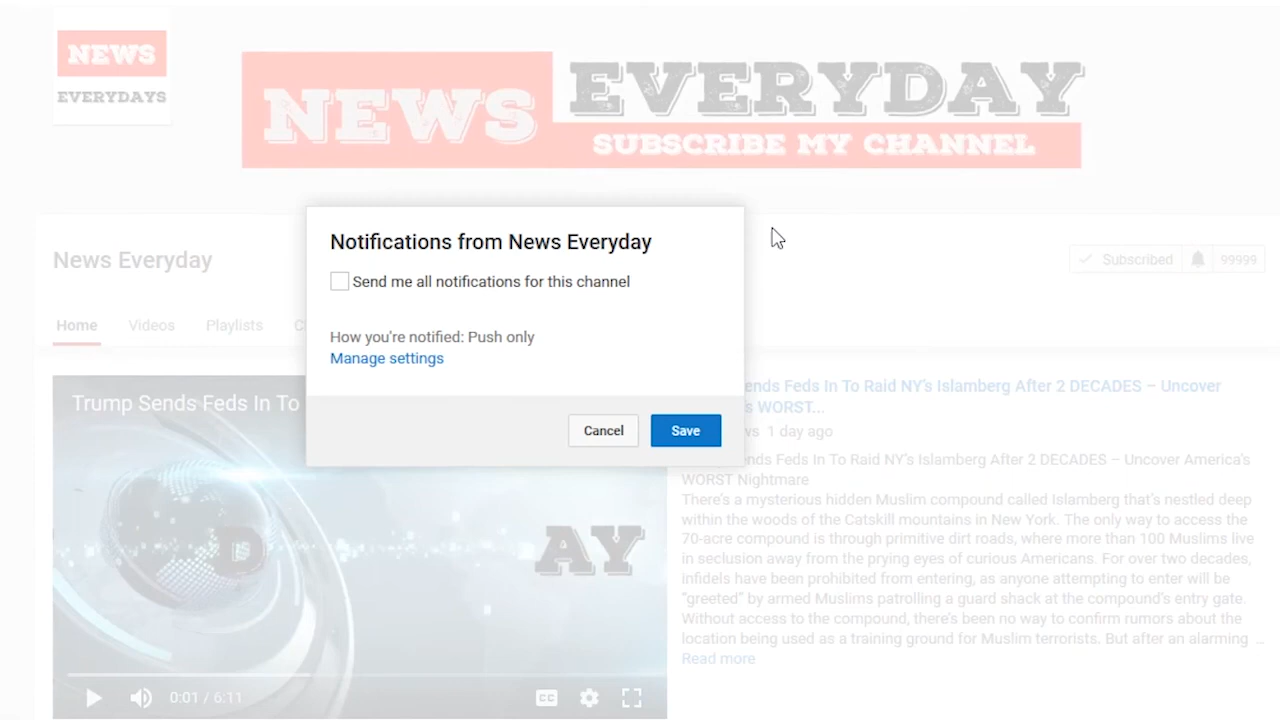 NEWS
EVERYDAYS
NEWS
EVERYDAY
SUBSCRIBE MY CHANNEL
Notifications from News Everyday
Send me all notifications for this channel
How you're notified: Push only
Manage settings
Cancel
Save
News Everyday
Subscribed
99999
Home
Videos
Playlists
C
Trump Sends Feds In To
D
AY
0:01 / 6:11
CC
ends Feds In To Raid NY's Islamberg After 2 DECADES – Uncover
's WORST...
ws 1 day ago
ends Feds In To Raid NY's Islamberg After 2 DECADES – Uncover America's
WORST Nightmare
There's a mysterious hidden Muslim compound called Islamberg that's nestled deep
within the woods of the Catskill mountains in New York. The only way to access the
70-acre compound is through primitive dirt roads, where more than 100 Muslims live
in seclusion away from the prying eyes of curious Americans. For over two decades,
infidels have been prohibited from entering, as anyone attempting to enter will be
"greeted" by armed Muslims patrolling a guard shack at the compound's entry gate.
Without access to the compound, there's been no way to confirm rumors about the
location being used as a training ground for Muslim terrorists. But after an alarming ...
Read more